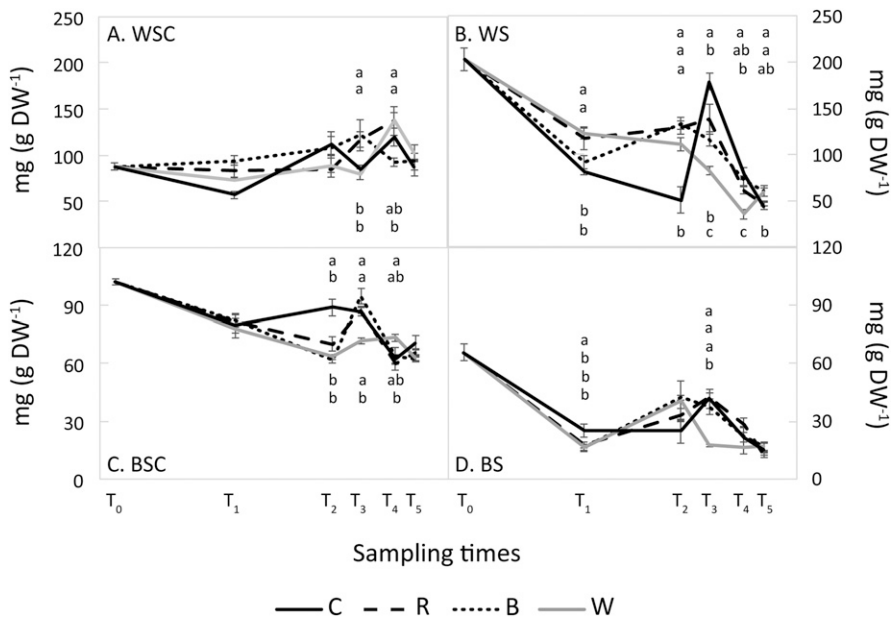 250
200
150
100
50
mg (g DW⁻¹)
A. WSC
a a
a a
b ab
b b
B. WS
a a a a
a a b ab a
a b ab
a
b b b b
b c c
250
200
150
100
50
mg (g DW⁻¹)
120
90
60
30
0
mg (g DW⁻¹)
a a a
b a ab
b a ab
b b b
C. BSC
a a
b a
b a
b b
D. BS
120
90
60
30
0
mg (g DW⁻¹)
T₀ T₁ T₂ T₃ T₄ T₅
T₀ T₁ T₂ T₃ T₄ T₅
Sampling times
C R B W